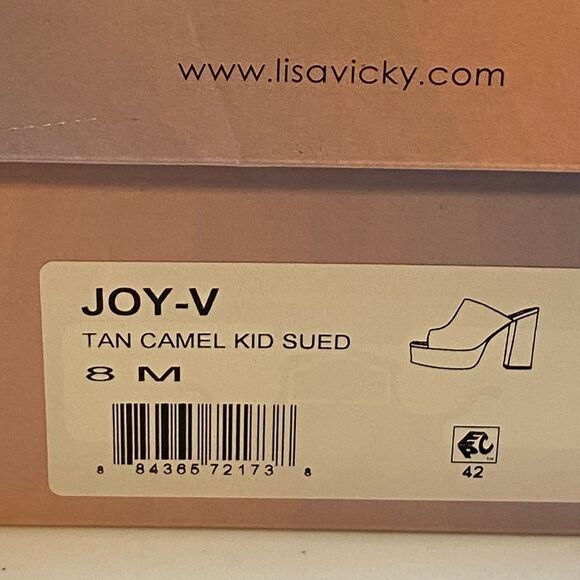 www.lisavicky.com
JOY-V
TAN CAMEL KID SUED
8 M
8 84365 72173 8
42